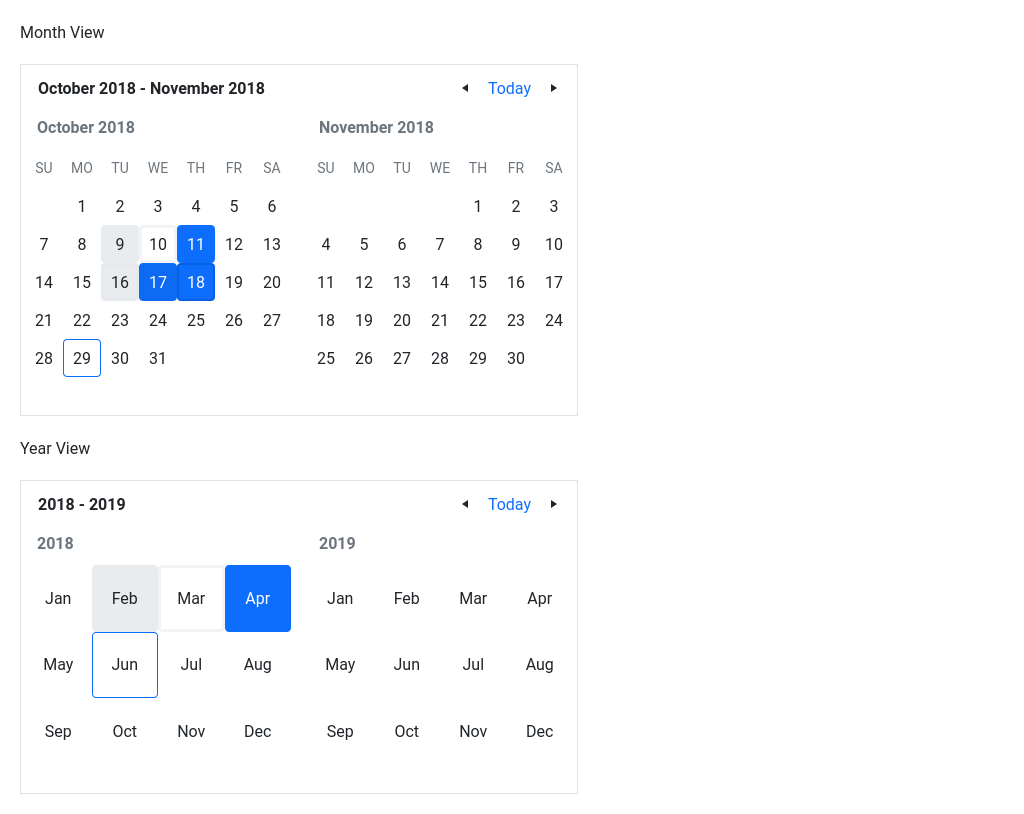 Month View
October 2018 - November 2018 Today
October 2018 November 2018
SU MO TU WE TH FR SA SU MO TU WE TH FR SA
1 2 3 4 5 6 1 2 3
7 8 9 10 11 12 13 4 5 6 7 8 9 10
14 15 16 17 18 19 20 11 12 13 14 15 16 17
21 22 23 24 25 26 27 18 19 20 21 22 23 24
28 29 30 31 25 26 27 28 29 30
Year View
2018 - 2019 Today
2018 2019
Jan Feb Mar Apr Jan Feb Mar Apr
May Jun Jul Aug May Jun Jul Aug
Sep Oct Nov Dec Sep Oct Nov Dec